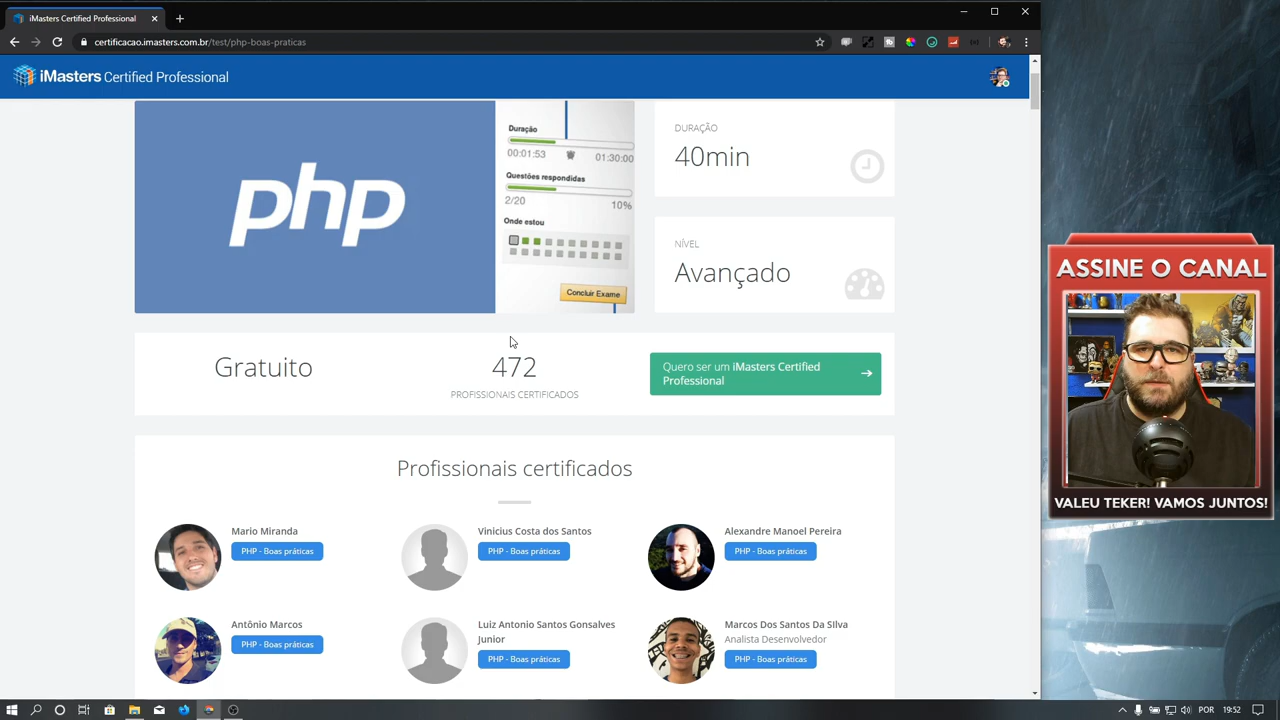 iMasters Certified Professional
certificacao.imasters.com.br/test/php-boas-praticas
iMasters Certified Professional
php
Duração
00:01:53
01:30:00
Questões respondidas
2/20
10%
Onde estou
Concluir Exame
DURAÇÃO
40min
NÍVEL
Avançado
Gratuito
472
PROFISSIONAIS CERTIFICADOS
Quero ser um iMasters Certified
Professional
Profissionais certificados
Mario Miranda
PHP - Boas práticas
Vinicius Costa dos Santos
PHP - Boas práticas
Alexandre Manoel Pereira
PHP - Boas práticas
Antônio Marcos
PHP - Boas práticas
Luiz Antonio Santos Gonsalves
Junior
PHP - Boas práticas
Marcos Dos Santos Da SIlva
Analista Desenvolvedor
PHP - Boas práticas
ASSINE O CANAL
VALEU TEKER! VAMOS JUNTOS!
POR
19:52